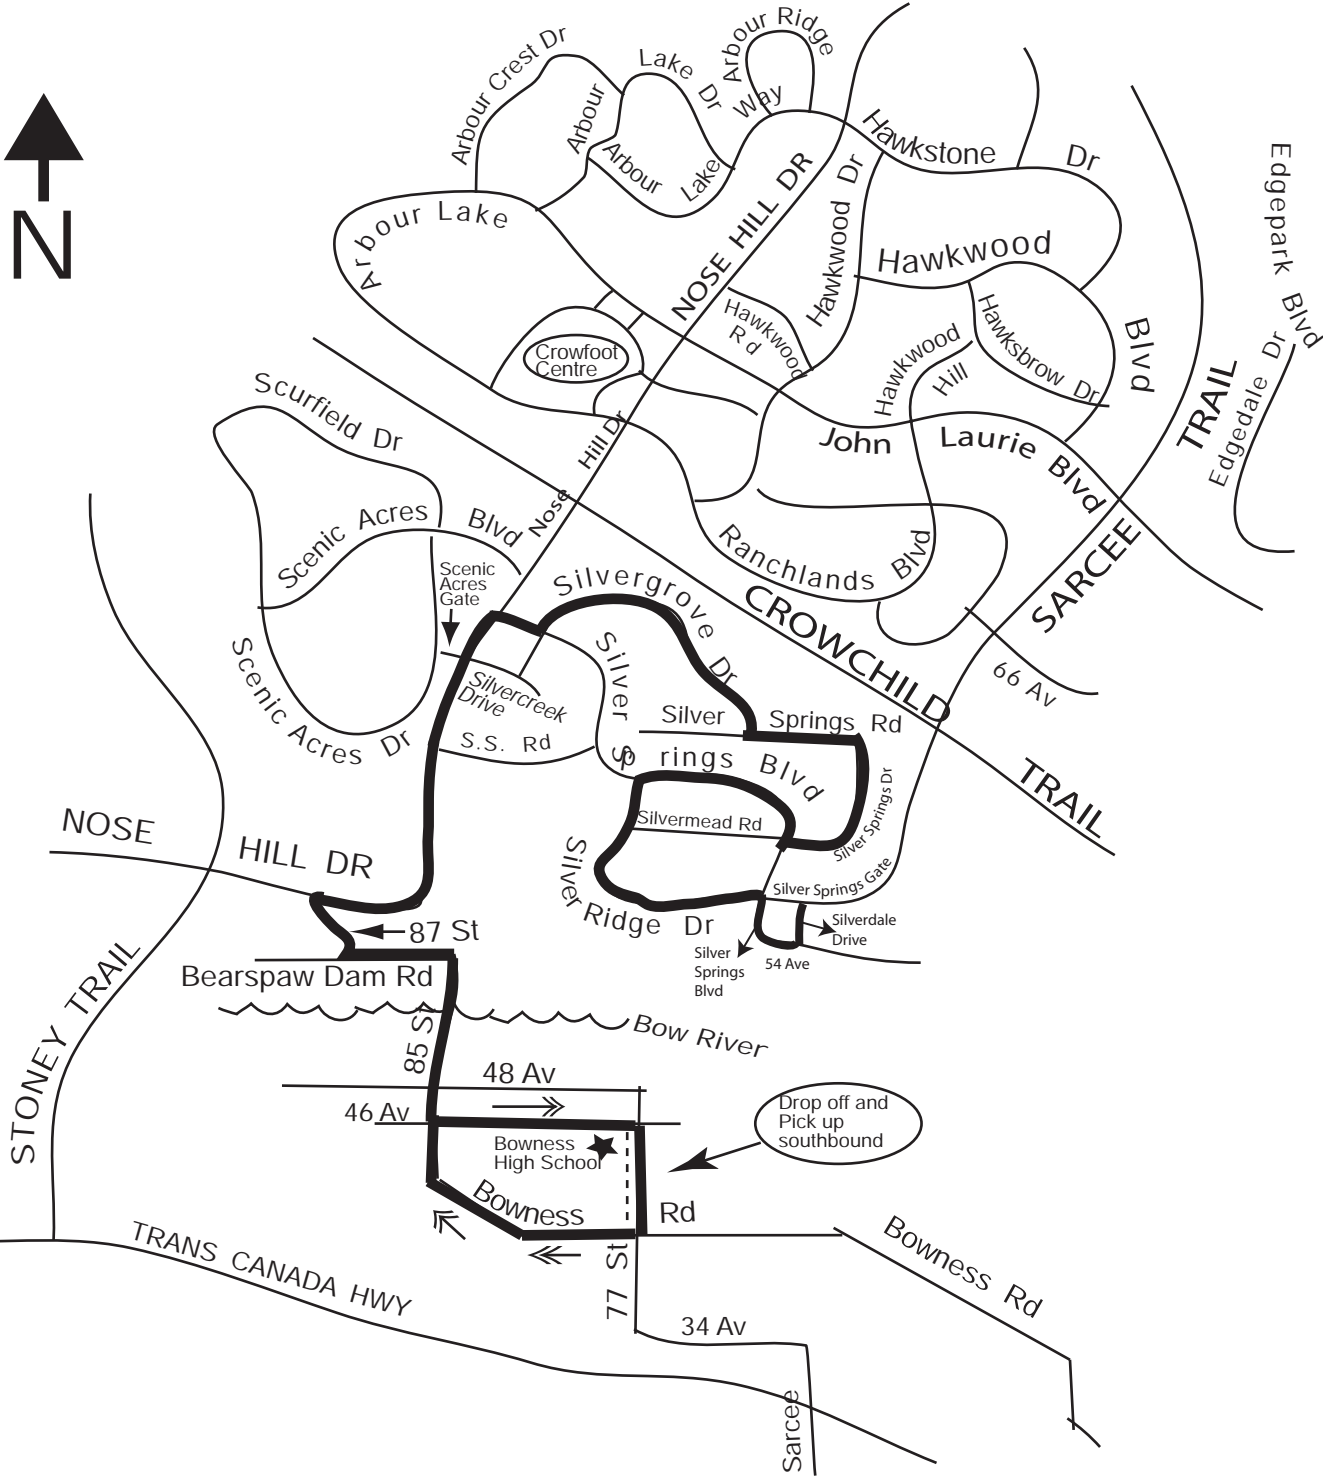 Arbour Ridge
Way
Arbour Crest Dr
Lake
Dr
Arbour
Arbour
Lake
Hawkstone Dr
N
Arbour Lake
NOSE HILL DR
Hawkwood Dr
Hawkwood
Blvd
Edgepark Blvd
Hawkwood
Rd
Hawksbrow Dr
Hawkwood
Hill
Crowfoot
Centre
TRAIL
Edgedale Dr
Scurfield Dr
Nose Hill Dr
John Laurie Blvd
Scenic Acres Blvd
Ranchlands Blvd
SARCEE
Scenic
Acres
Gate
Silvergrove Dr
CROWCHILD TRAIL
66 Av
Scenic Acres Dr
Silvercreek
Drive
S.S. Rd
Silver
Springs Blvd
Silver Springs Rd
Silver Springs Dr
NOSE HILL DR
Silvermead Rd
Silver Ridge Dr
Silver Springs Gate
Silverdale
Drive
Silver
Springs
Blvd
54 Ave
87 St
Bearspaw Dam Rd
STONEY TRAIL
Bow River
85 St
48 Av
46 Av
Drop off and
Pick up
southbound
Bowness
High School
Bowness Rd
77 St
Bowness Rd
TRANS CANADA HWY
34 Av
Sarcee